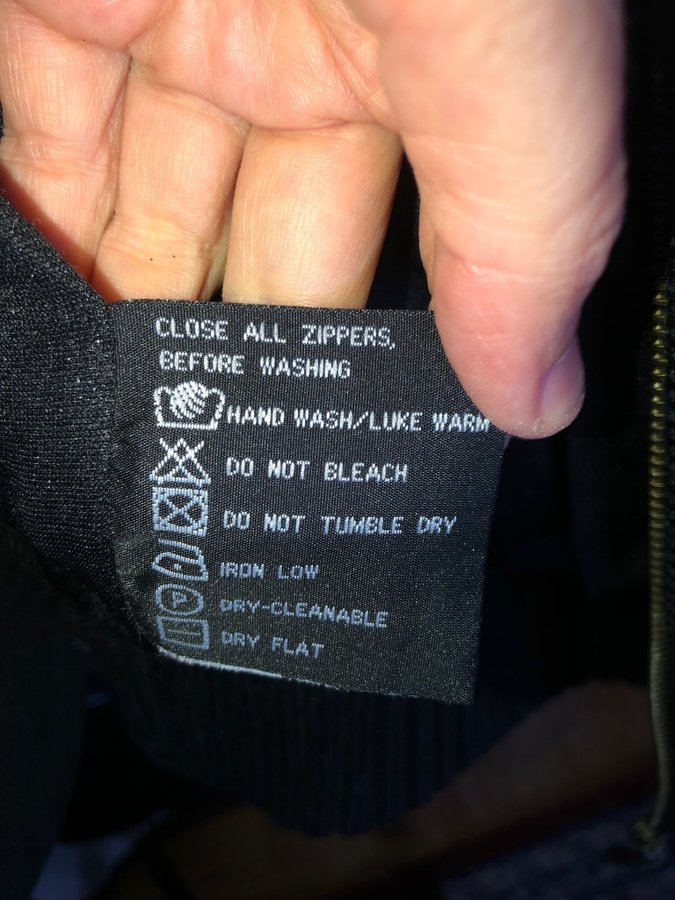 CLOSE ALL ZIPPERS,
BEFORE WASHING
HAND WASH/LUKE WARM
DO NOT BLEACH
DO NOT TUMBLE DRY
IRON LOW
P DRY-CLEANABLE
DRY FLAT